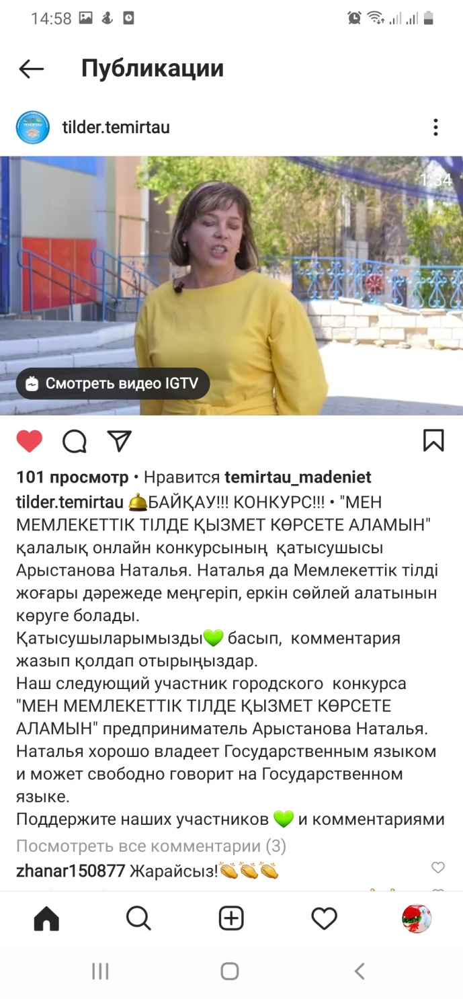 14:58
Публикации
TEMIRTAU
tilder.temirtau
1:34
Смотреть видео IGTV
101 просмотр • Нравится temirtau_madeniet
tilder.temirtau 🛎БАЙҚАУ!!! КОНКУРС!!! • "МЕН
МЕМЛЕКЕТТІК ТІЛДЕ ҚЫЗМЕТ КӨРСЕТЕ АЛАМЫН"
қалалық онлайн конкурсының қатысушысы
Арыстанова Наталья. Наталья да Мемлекеттік тілді
жоғары дәрежеде меңгеріп, еркін сөйлей алатынын
көруге болады.
Қатысушыларымызды💚 басып, комментария
жазып қолдап отырыңыздар.
Наш следующий участник городского конкурса
"МЕН МЕМЛЕКЕТТІК ТІЛДЕ ҚЫЗМЕТ КӨРСЕТЕ
АЛАМЫН" предприниматель Арыстанова Наталья.
Наталья хорошо владеет Государственным языком
и может свободно говорит на Государственном
языке.
Поддержите наших участников 💚 и комментариями
Посмотреть все комментарии (3)
zhanar150877 Жарайсыз!👏👏👏